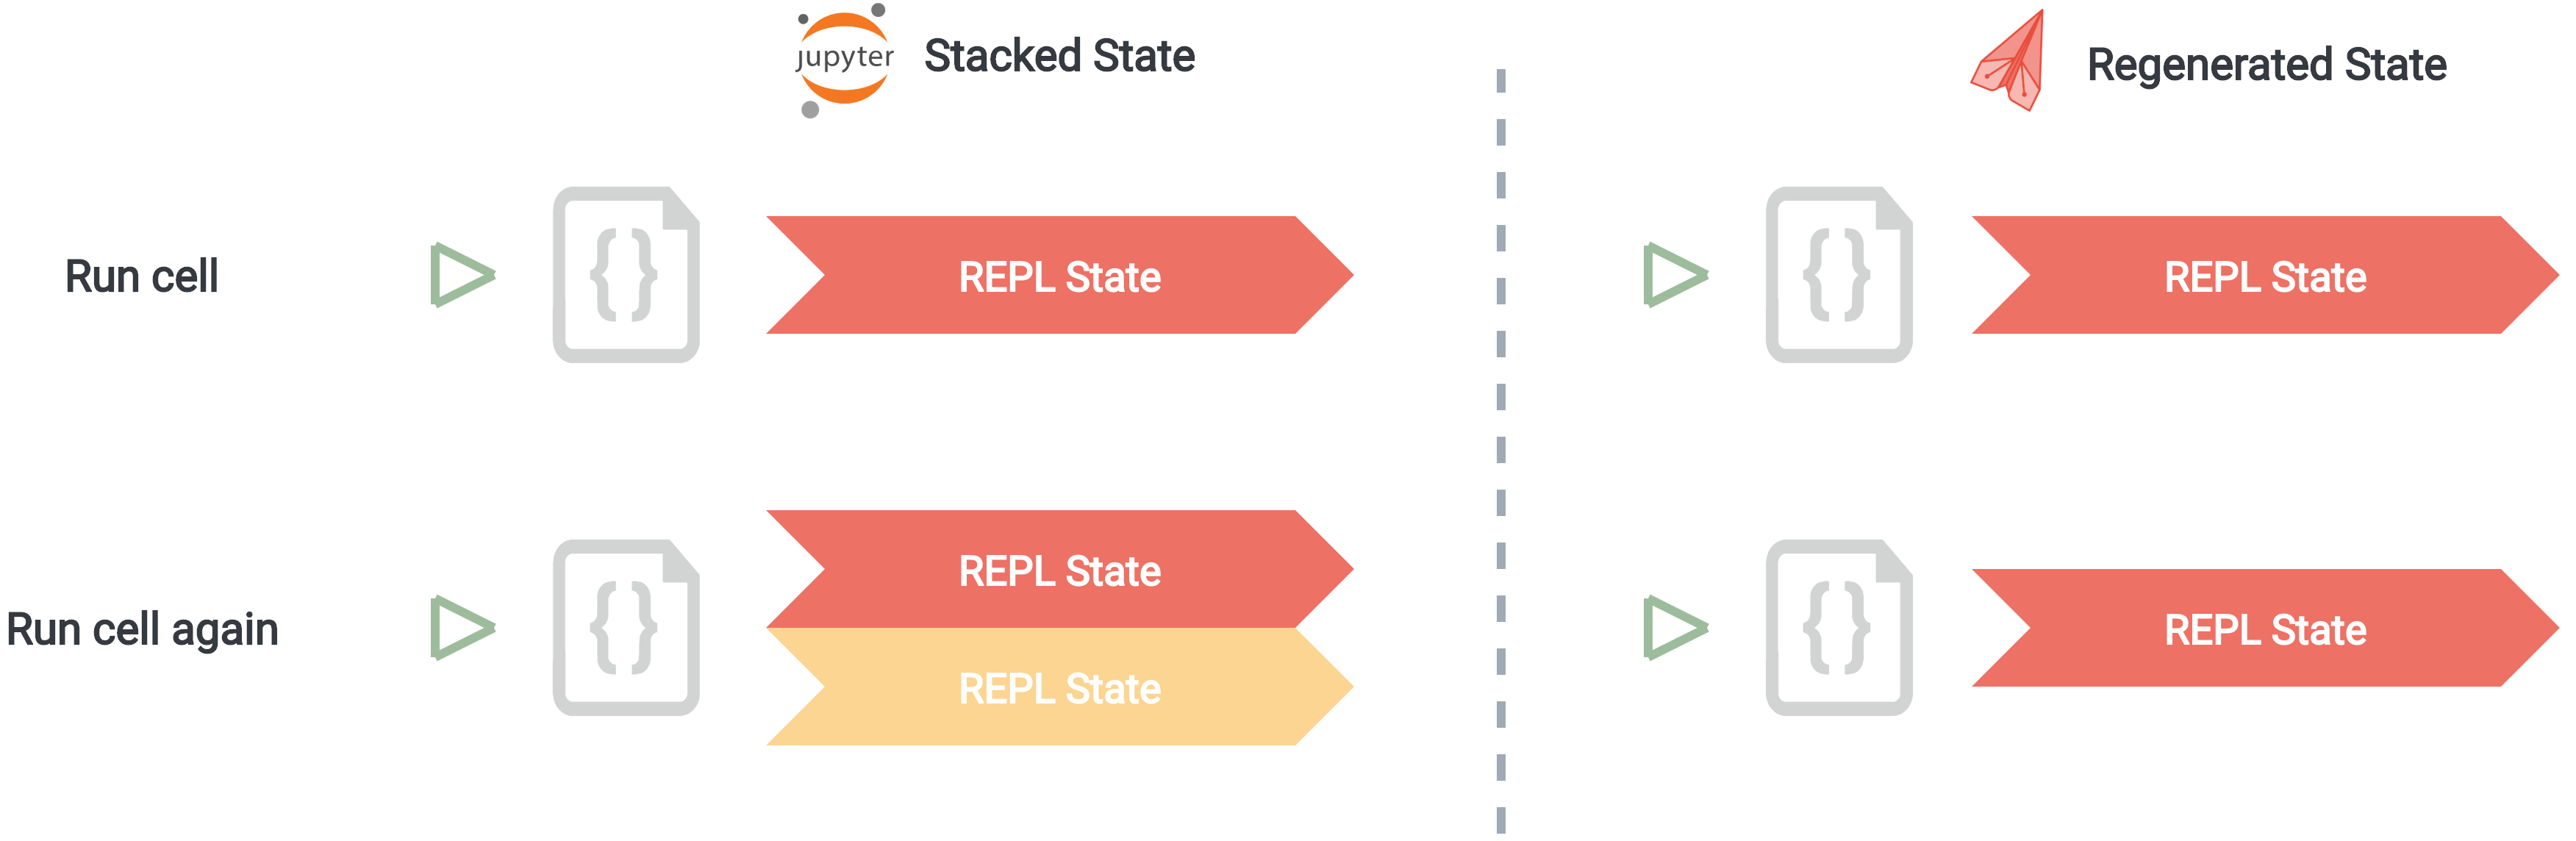 jupyter
Stacked State
Regenerated State
Run cell
{ }
REPL State
{ }
REPL State
Run cell again
{ }
REPL State
REPL State
{ }
REPL State